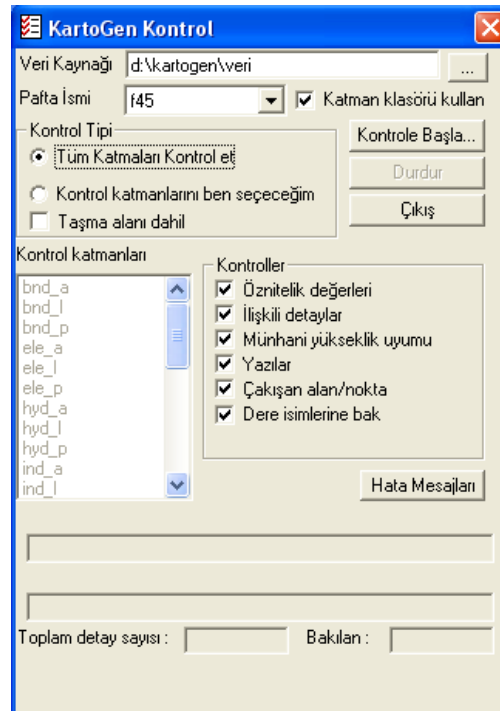 KartoGen Kontrol
Veri Kaynağı d:\kartogen\veri ...
Pafta İsmi f45 Katman klasörü kullan
Kontrol Tipi
Tüm Katmaları Kontrol et
Kontrol katmanlarını ben seçeceğim
Taşma alanı dahil
Kontrole Başla...
Durdur
Çıkış
Kontrol katmanları
bnd_a
bnd_l
bnd_p
ele_a
ele_l
ele_p
hyd_a
hyd_l
hyd_p
ind_a
ind_l
Kontroller
Öznitelik değerleri
İlişkili detaylar
Münhani yükseklik uyumu
Yazılar
Çakışan alan/nokta
Dere isimlerine bak
Hata Mesajları
Toplam detay sayısı : Bakılan :